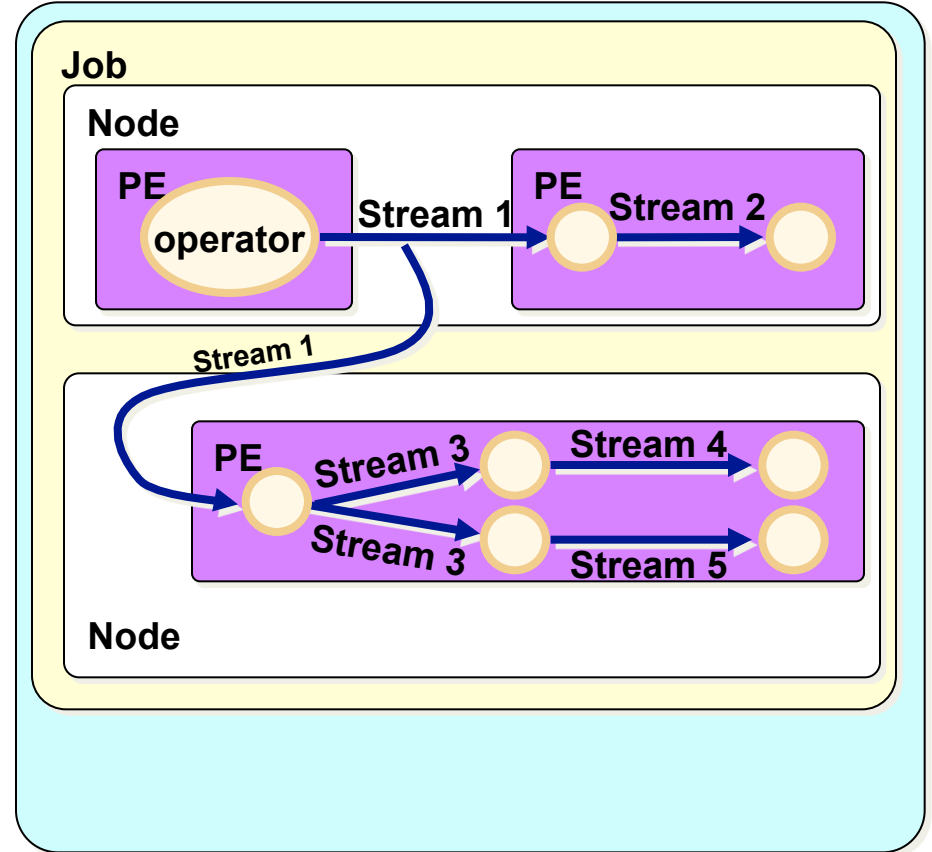 Job
Node
PE
operator
Stream 1
PE
Stream 2
Stream 1
PE
Stream 3
Stream 4
Stream 3
Stream 5
Node